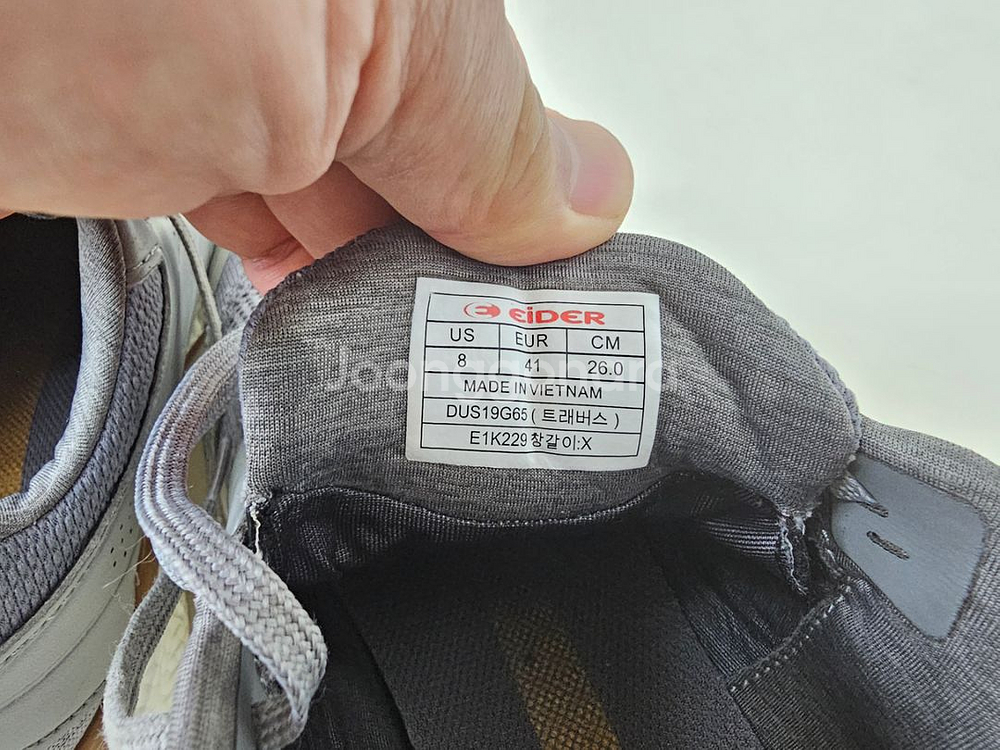 EiDER
US EUR CM
8 41 26.0
MADE IN VIETNAM
DUS19G65 ( 트래버스 )
E1K229 창갈이:X
Joonggonara